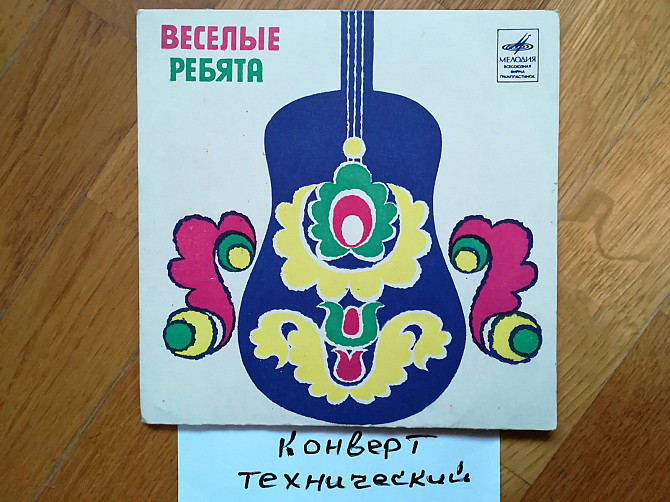 ВЕСЕЛЫЕ
РЕБЯТА
МЕЛОДИЯ
ВСЕСОЮЗНАЯ
ФИРМА
ГРАМПЛАСТИНОК
Конверт
технический